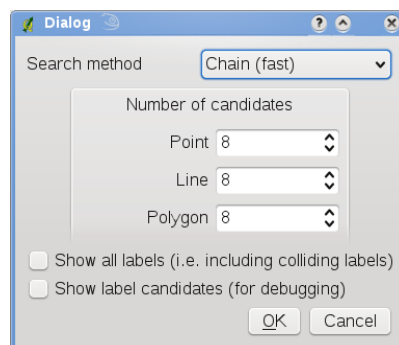 Dialog
Search method Chain (fast)
Number of candidates
Point 8
Line 8
Polygon 8
Show all labels (i.e. including colliding labels)
Show label candidates (for debugging)
OK Cancel